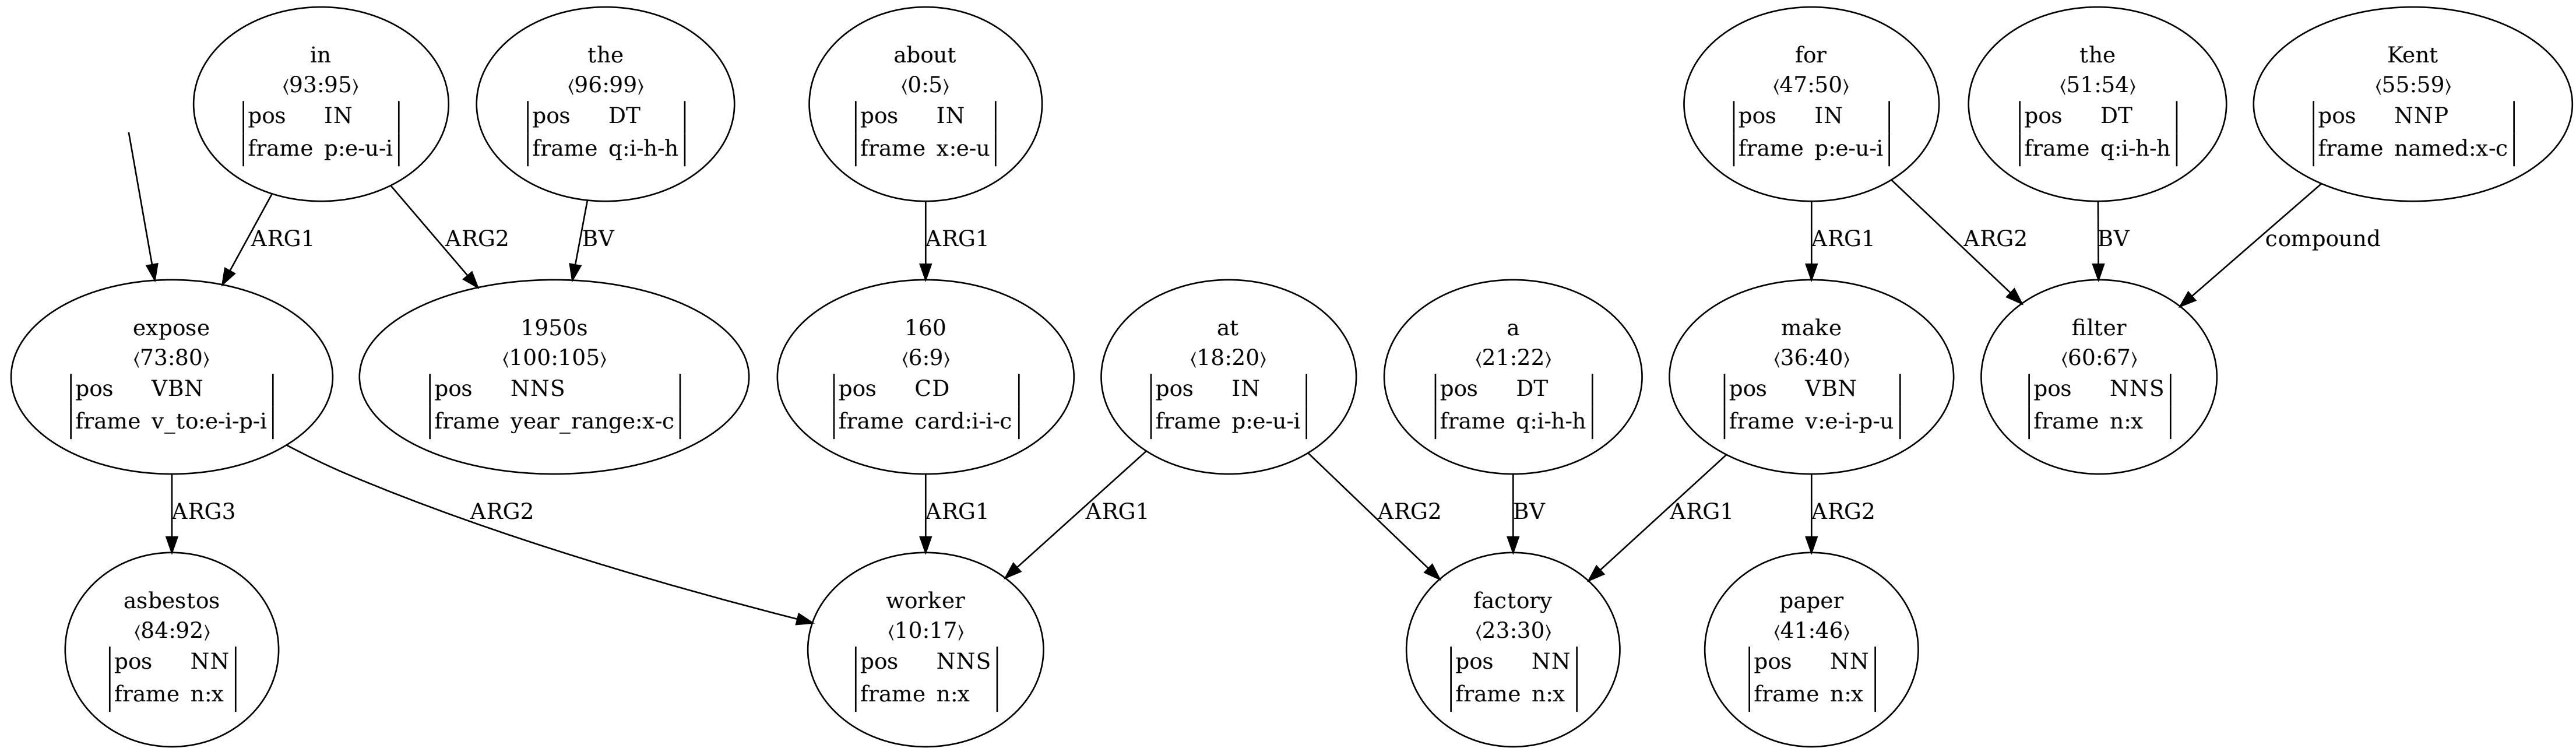 in
⟨93:95⟩
pos IN
frame p:e-u-i
the
⟨96:99⟩
pos DT
frame q:i-h-h
about
⟨0:5⟩
pos IN
frame x:e-u
for
⟨47:50⟩
pos IN
frame p:e-u-i
the
⟨51:54⟩
pos DT
frame q:i-h-h
Kent
⟨55:59⟩
pos NNP
frame named:x-c
ARG1
ARG2
BV
ARG1
ARG1
ARG2
BV
compound
expose
⟨73:80⟩
pos VBN
frame v_to:e-i-p-i
1950s
⟨100:105⟩
pos NNS
frame year_range:x-c
160
⟨6:9⟩
pos CD
frame card:i-i-c
at
⟨18:20⟩
pos IN
frame p:e-u-i
a
⟨21:22⟩
pos DT
frame q:i-h-h
make
⟨36:40⟩
pos VBN
frame v:e-i-p-u
filter
⟨60:67⟩
pos NNS
frame n:x
ARG3
ARG2
ARG1
ARG1
ARG2
BV
ARG1
ARG2
asbestos
⟨84:92⟩
pos NN
frame n:x
worker
⟨10:17⟩
pos NNS
frame n:x
factory
⟨23:30⟩
pos NN
frame n:x
paper
⟨41:46⟩
pos NN
frame n:x